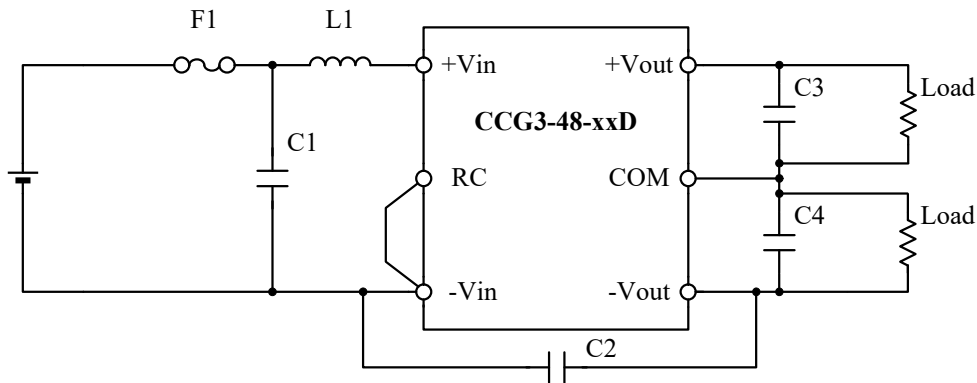 F1
L1
+Vin
+Vout
C3
Load
CCG3-48-xxD
C1
RC
COM
C4
Load
-Vin
-Vout
C2